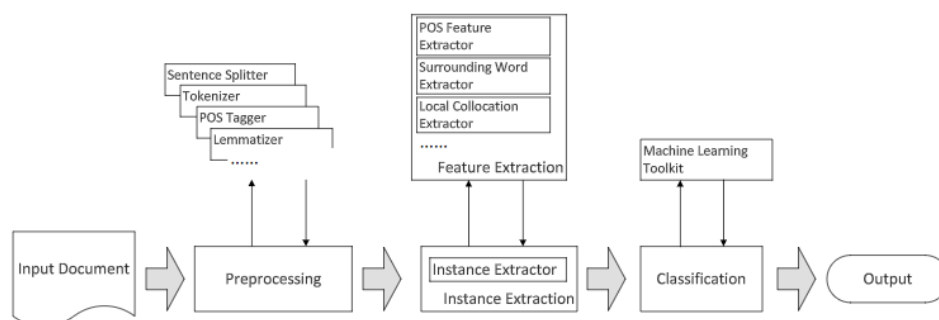 Sentence Splitter
Tokenizer
POS Tagger
Lemmatizer
......
POS Feature
Extractor
Surrounding Word
Extractor
Local Collocation
Extractor
......
Feature Extraction
Machine Learning
Toolkit
Input Document
Preprocessing
Instance Extractor
Instance Extraction
Classification
Output